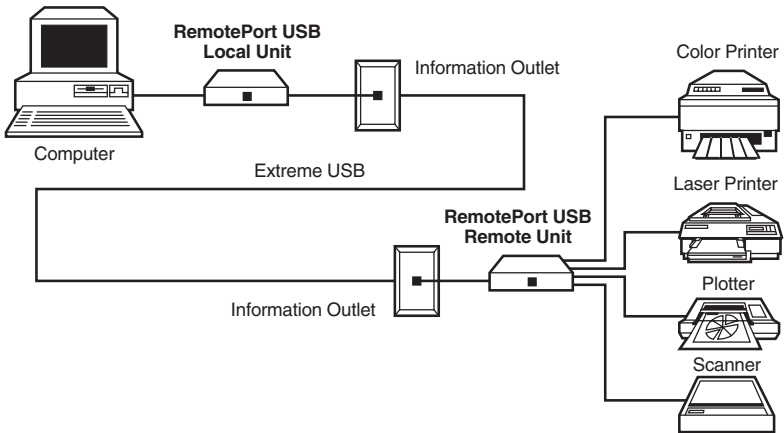 RemotePort USB
Local Unit
Information Outlet
Color Printer
Computer
Extreme USB
Laser Printer
RemotePort USB
Remote Unit
Plotter
Information Outlet
Scanner